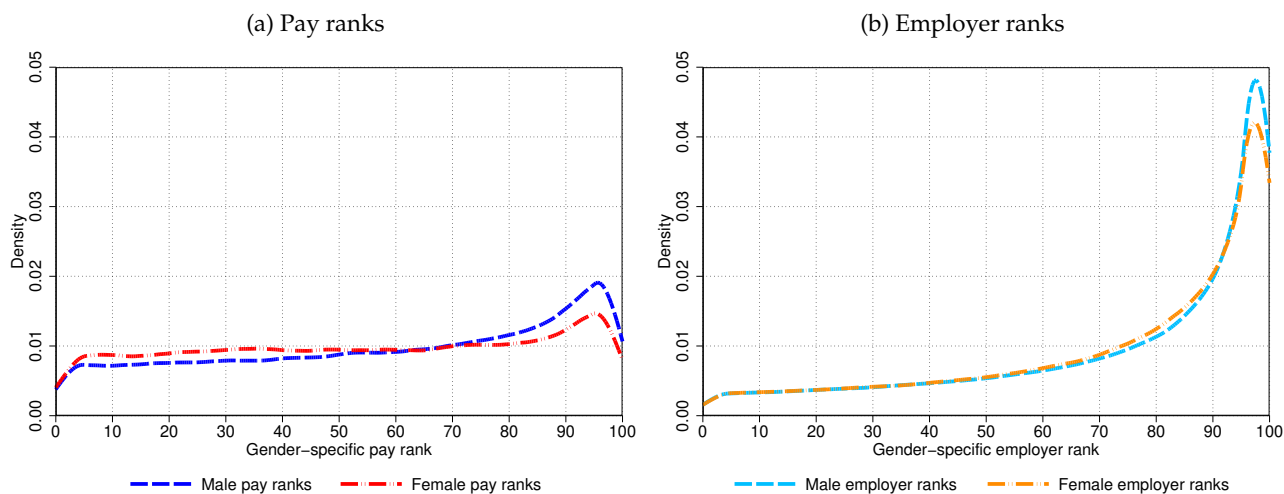 (a) Pay ranks
0.05
0.04
0.03
0.02
0.01
0.00
Density
0 10 20 30 40 50 60 70 80 90 100
Gender−specific pay rank
Male pay ranks Female pay ranks
(b) Employer ranks
0.05
0.04
0.03
0.02
0.01
0.00
Density
0 10 20 30 40 50 60 70 80 90 100
Gender−specific employer rank
Male employer ranks Female employer ranks